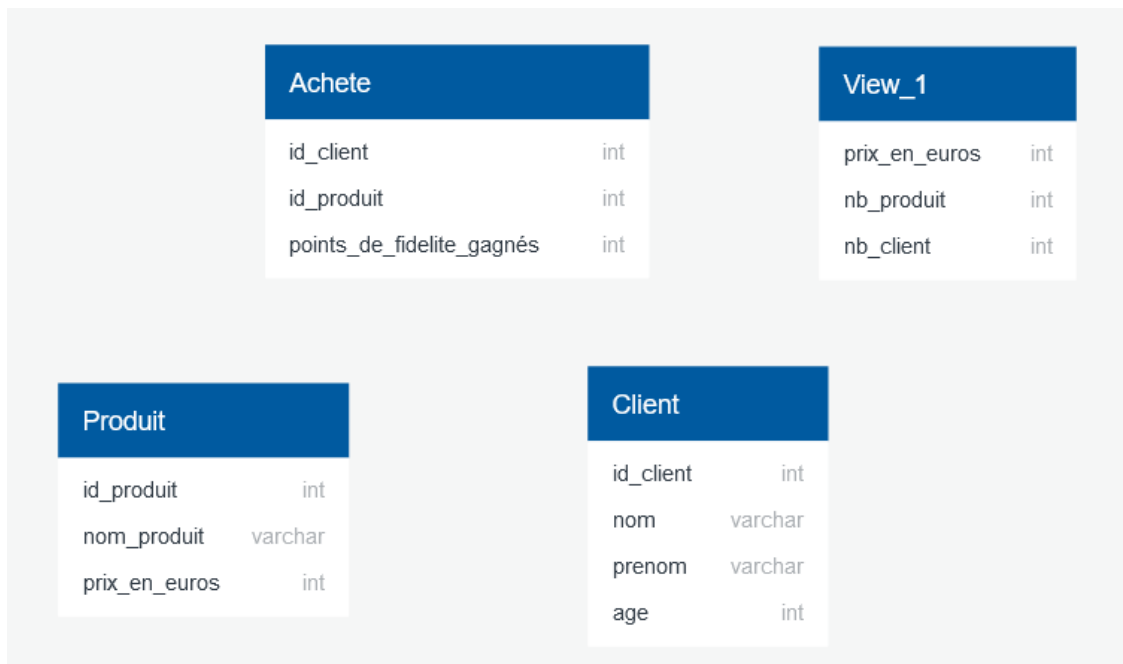 Achete
id_client int
id_produit int
points_de_fidelite_gagnés int
View_1
prix_en_euros int
nb_produit int
nb_client int
Produit
id_produit int
nom_produit varchar
prix_en_euros int
Client
id_client int
nom varchar
prenom varchar
age int